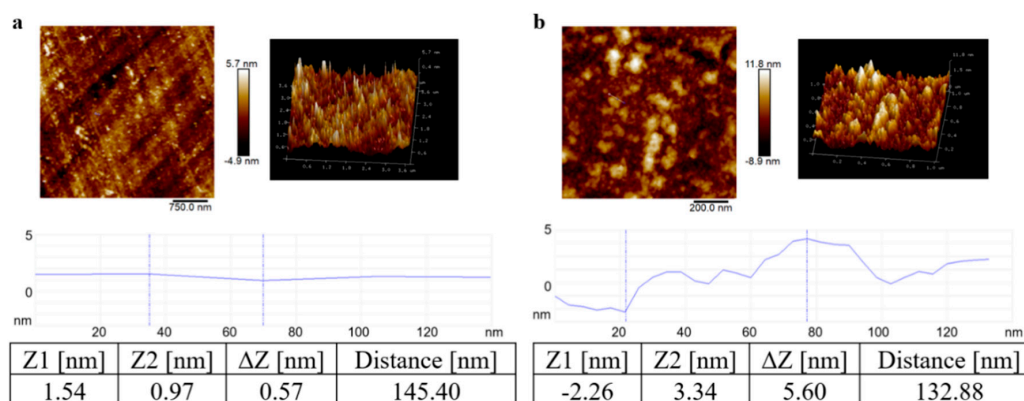 a
5.7 nm
-4.9 nm
750.0 nm
5
0
nm
20 40 60 80 100 120 nm
Z1 [nm] Z2 [nm] ΔZ [nm] Distance [nm]
1.54 0.97 0.57 145.40
b
11.8 nm
-8.9 nm
200.0 nm
5
0
nm
20 40 60 80 100 120 nm
Z1 [nm] Z2 [nm] ΔZ [nm] Distance [nm]
-2.26 3.34 5.60 132.88